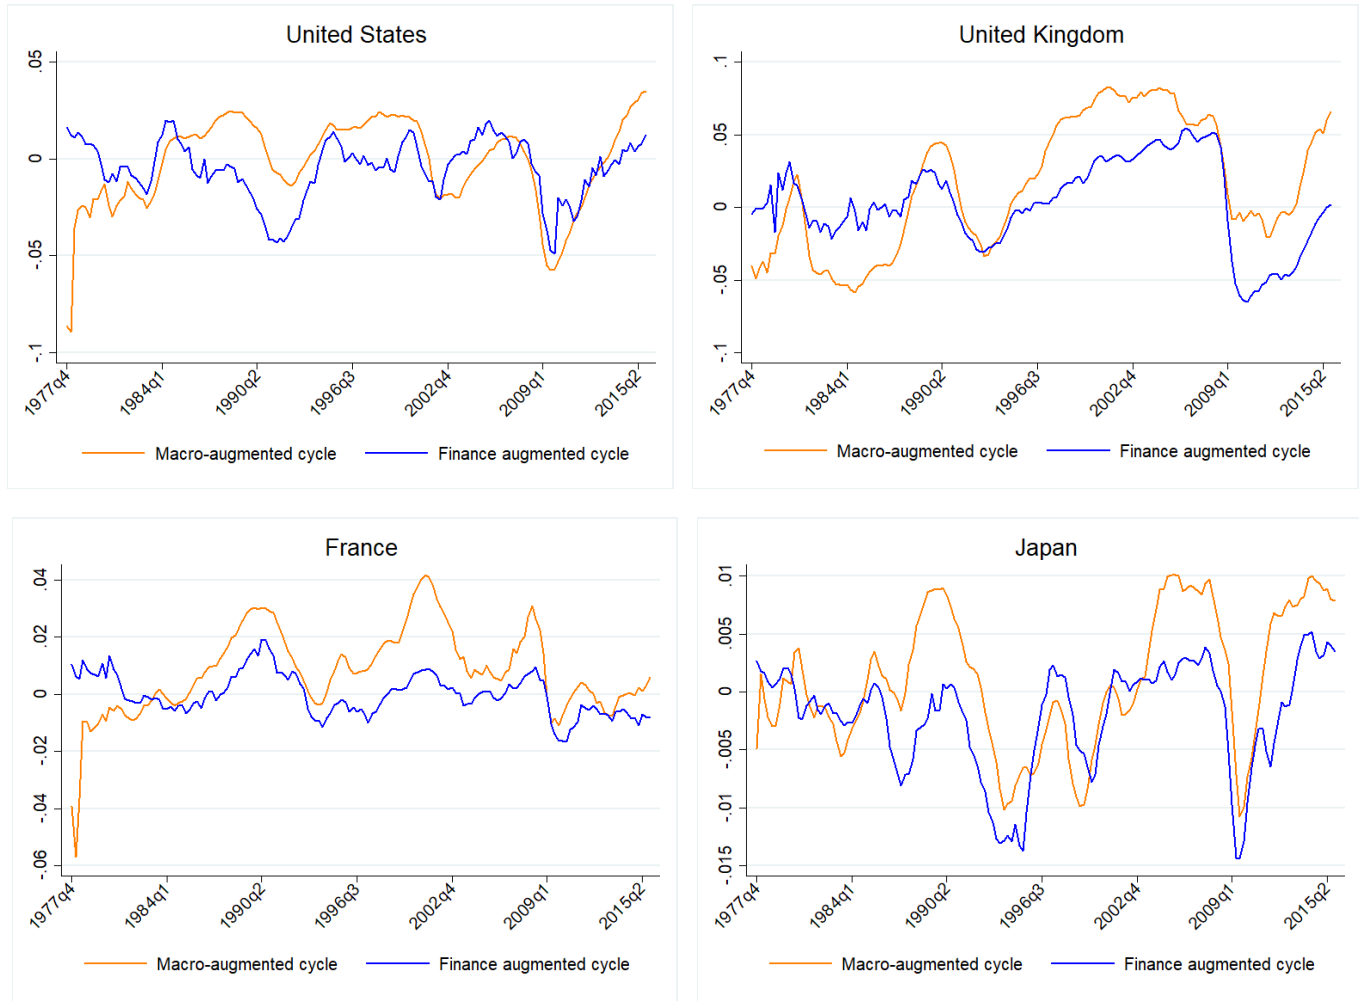 United States
.05
0
-.05
-.1
1977q4 1984q1 1990q2 1996q3 2002q4 2009q1 2015q2
Macro-augmented cycle Finance augmented cycle
United Kingdom
.1
.05
0
-.05
-.1
1977q4 1984q1 1990q2 1996q3 2002q4 2009q1 2015q2
Macro-augmented cycle Finance augmented cycle
France
.04
.02
0
-.02
-.04
-.06
1977q4 1984q1 1990q2 1996q3 2002q4 2009q1 2015q2
Macro-augmented cycle Finance augmented cycle
Japan
.01
.005
0
-.005
-.01
-.015
1977q4 1984q1 1990q2 1996q3 2002q4 2009q1 2015q2
Macro-augmented cycle Finance augmented cycle